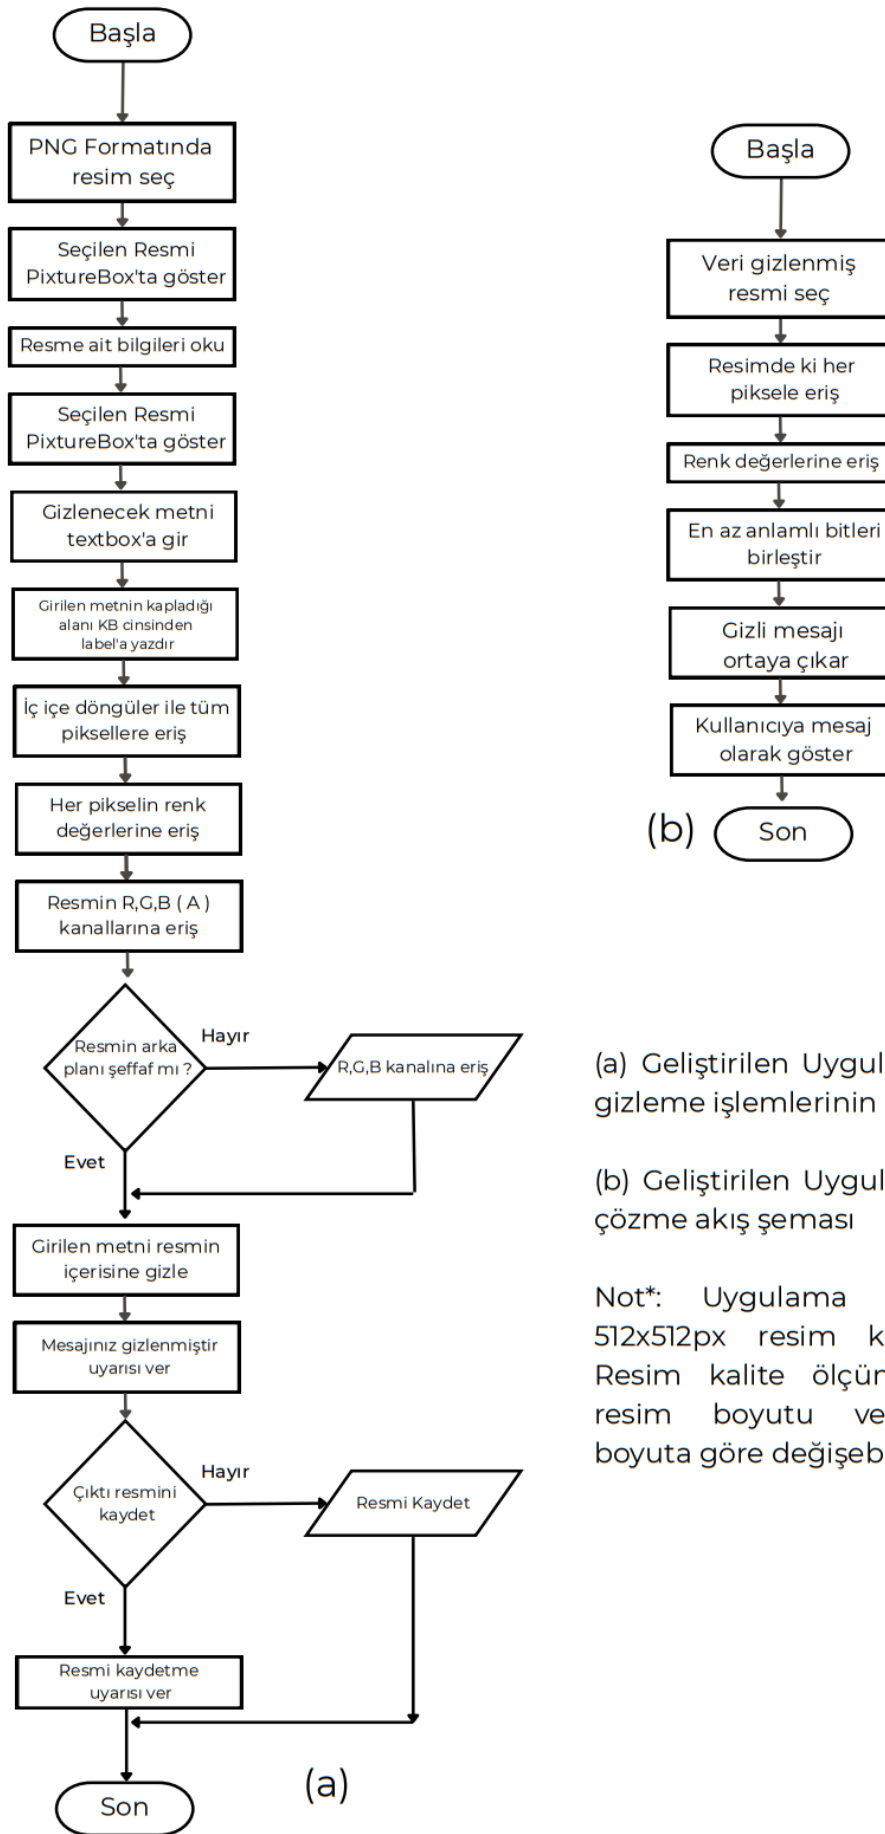 Başla
PNG Formatında
resim seç
Seçilen Resmi
PixtureBox'ta göster
Resme ait bilgileri oku
Seçilen Resmi
PixtureBox'ta göster
Gizlenecek metni
textbox'a gir
Girilen metnin kapladığı
alanı KB cinsinden
label'a yazdır
İç içe döngüler ile tüm
piksellere eriş
Her pikselin renk
değerlerine eriş
Resmin R,G,B ( A )
kanallarına eriş
Resmin arka
planı şeffaf mı ?
Hayır
R,G,B kanalına eriş
Evet
Girilen metni resmin
içerisine gizle
Mesajınız gizlenmiştir
uyarısı ver
Çıktı resmini
kaydet
Hayır
Resmi Kaydet
Evet
Resmi kaydetme
uyarısı ver
Son
(a)
Başla
Veri gizlenmiş
resmi seç
Resimde ki her
piksele eriş
Renk değerlerine eriş
En az anlamlı bitleri
birleştir
Gizli mesajı
ortaya çıkar
Kullanıcıya mesaj
olarak göster
Son
(b)
(a) Geliştirilen Uygul
gizleme işlemlerinin
(b) Geliştirilen Uygul
çözme akış şeması
Not*: Uygulama
512x512px resim k
Resim kalite ölçü
resim boyutu ve
boyuta göre değişeb